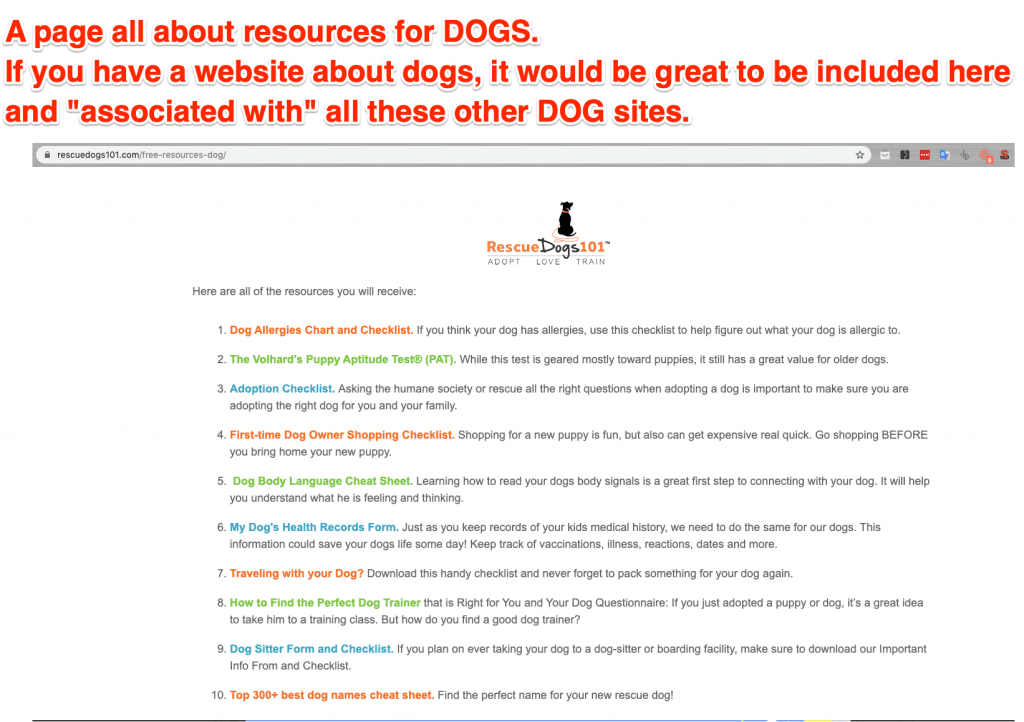 A page all about resources for DOGS.
If you have a website about dogs, it would be great to be included here
and "associated with" all these other DOG sites.
rescuedogs101.com/free-resources-dog/
RescueDogs101™
ADOPT LOVE TRAIN
Here are all of the resources you will receive:
1. Dog Allergies Chart and Checklist. If you think your dog has allergies, use this checklist to help figure out what your dog is allergic to.
2. The Volhard's Puppy Aptitude Test® (PAT). While this test is geared mostly toward puppies, it still has a great value for older dogs.
3. Adoption Checklist. Asking the humane society or rescue all the right questions when adopting a dog is important to make sure you are
adopting the right dog for you and your family.
4. First-time Dog Owner Shopping Checklist. Shopping for a new puppy is fun, but also can get expensive real quick. Go shopping BEFORE
you bring home your new puppy.
5. Dog Body Language Cheat Sheet. Learning how to read your dogs body signals is a great first step to connecting with your dog. It will help
you understand what he is feeling and thinking.
6. My Dog's Health Records Form. Just as you keep records of your kids medical history, we need to do the same for our dogs. This
information could save your dogs life some day! Keep track of vaccinations, illness, reactions, dates and more.
7. Traveling with your Dog? Download this handy checklist and never forget to pack something for your dog again.
8. How to Find the Perfect Dog Trainer that is Right for You and Your Dog Questionnaire: If you just adopted a puppy or dog, it's a great idea
to take him to a training class. But how do you find a good dog trainer?
9. Dog Sitter Form and Checklist. If you plan on ever taking your dog to a dog-sitter or boarding facility, make sure to download our Important
Info From and Checklist.
10. Top 300+ best dog names cheat sheet. Find the perfect name for your new rescue dog!